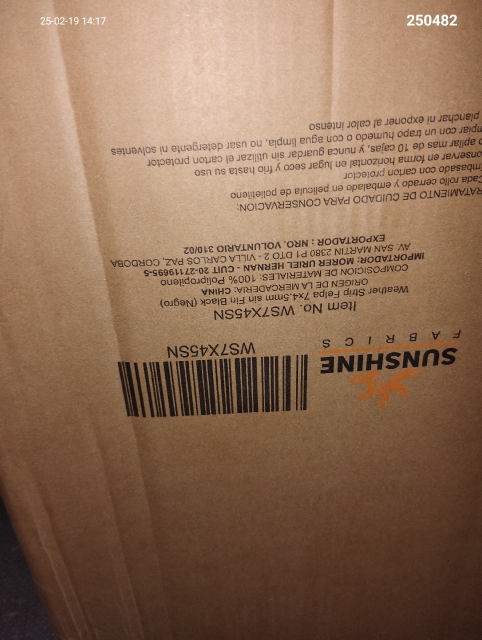 25-02-19 14:17
250482
SUNSHINE
FABRICS
WS7X45SN
Item No. WS7X45SN
Weather Strip Felpa 7x4.5mm sin Fin Black (Negro)
ORIGEN DE LA MERCADERIA: CHINA
COMPOSICION DE MATERIALES: 100% Polipropileno
IMPORTADOR: MORER URIEL HERNAN - CUIT 20-27119695-5
AV. SAN MARTIN 2380 P1 DTO 2 - VILLA CARLOS PAZ, CORDOBA
EXPORTADOR : NRO, VOLUNTARIO 310/02
TRATAMIENTO DE CUIDADO PARA CONSERVACION:
Cada rollo cerrado y embalado en pelicula de polietileno
Embasado con carton protector
conservar en forma horizontal en lugar seco y frio hasta su uso
apilar mas de 10 cajas, y nunca guardar sin utilizar el carton protector
mpiar con un trapo humedo o con agua limpia, no usar detergente ni solventes
planchar ni exponer al calor intenso